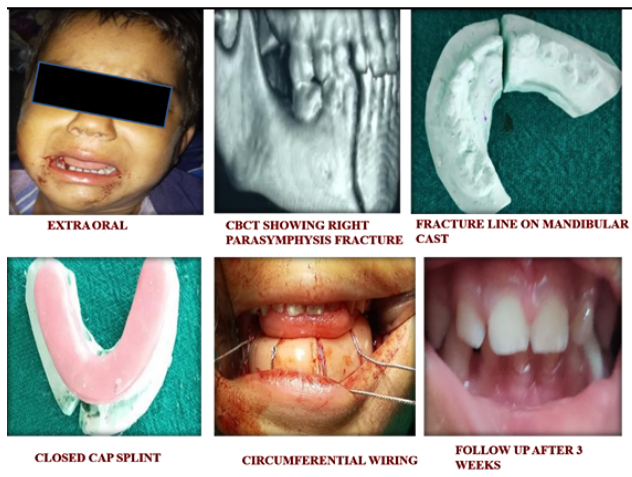 EXTRA ORAL
CBCT SHOWING RIGHT
PARASYMPHYSIS FRACTURE
FRACTURE LINE ON MANDIBULAR
CAST
CLOSED CAP SPLINT
CIRCUMFERENTIAL WIRING
FOLLOW UP AFTER 3
WEEKS